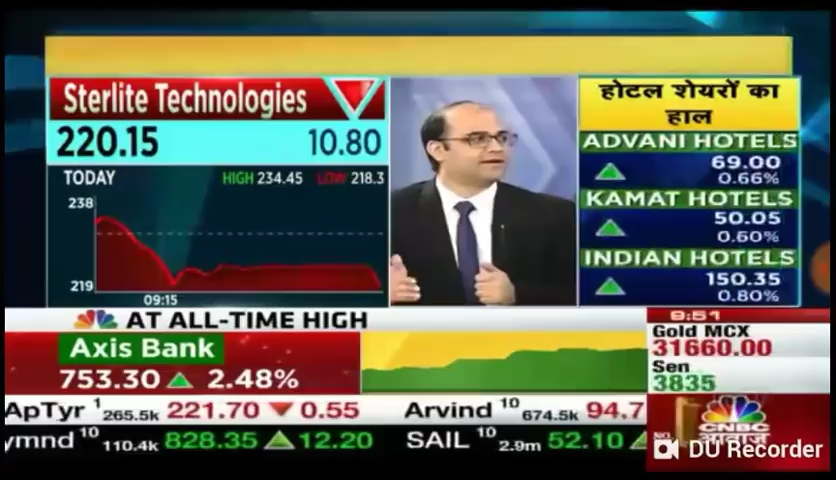 Sterlite Technologies
220.15 10.80
TODAY HIGH 234.45 LOW 218.3
238
219
09:15
होटल शेयरों का
हाल
ADVANI HOTELS
69.00
0.66%
KAMAT HOTELS
50.05
0.60%
INDIAN HOTELS
150.35
0.80%
AT ALL-TIME HIGH
Axis Bank
753.30 2.48%
9:51
Gold MCX
31660.00
Sen
3835
ApTyr 1 265.5k 221.70 0.55 Arvind 10 674.5k 94.7
ymnd 10 110.4k 828.35 12.20 SAIL 10 2.9m 52.10
CNBC
आवाज़
DU Recorder